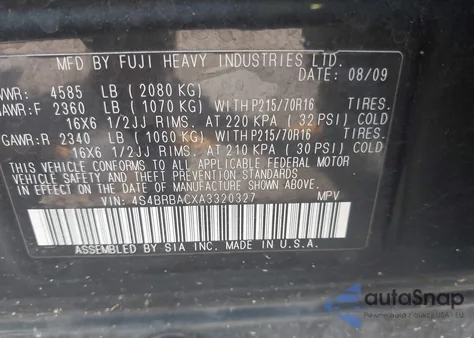 MFD BY FUJI HEAVY INDUSTRIES LTD.
DATE: 08/09
VWR: 4585 LB (2080 KG)
GAWR:F 2360 LB (1070 KG) WITH P215/70R16 TIRES.
16X6 1/2JJ RIMS. AT 220 KPA ( 32 PSI) COLD
GAWR:R 2340 LB (1060 KG) WITH P215/70R16 TIRES.
16X6 1/2JJ RIMS. AT 210 KPA ( 30 PSI) COLD
THIS VEHICLE CONFORMS TO ALL APPLICABLE FEDERAL MOTOR
VEHICLE SAFETY, BUMPER, AND THEFT PREVENTION STANDARDS
IN EFFECT ON THE DATE OF MANUFACTURE SHOWN ABOVE.
VIN: 4S4BRBACXA3320327 MPV
ASSEMBLED BY SIA INC. MADE IN U.S.A.
autoSnap